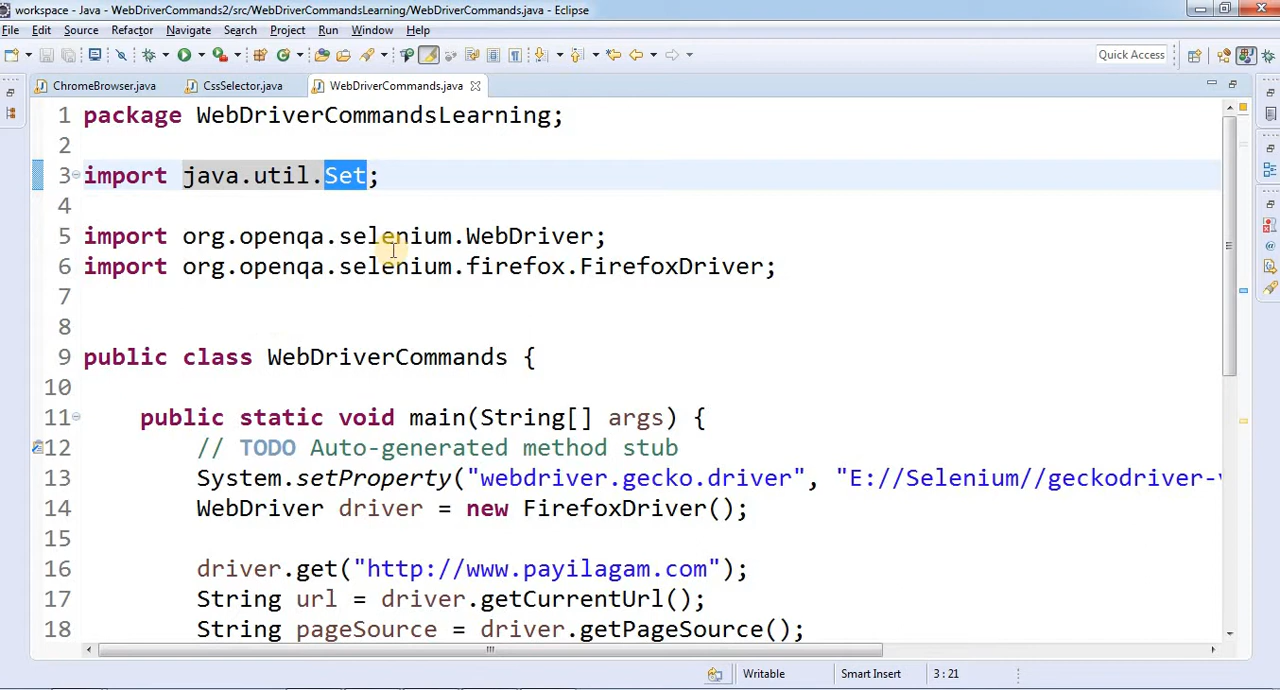 workspace - Java - WebDriverCommands2/src/WebDriverCommandsLearning/WebDriverCommands.java - Eclipse
File Edit Source Refactor Navigate Search Project Run Window Help
Quick Access
ChromeBrowser.java CssSelector.java WebDriverCommands.java
1 package WebDriverCommandsLearning;
2
3 import java.util.Set;
4
5 import org.openqa.selenium.WebDriver;
6 import org.openqa.selenium.firefox.FirefoxDriver;
7
8
9 public class WebDriverCommands {
10
11 public static void main(String[] args) {
12 // TODO Auto-generated method stub
13 System.setProperty("webdriver.gecko.driver", "E://Selenium//geckodriver-
14 WebDriver driver = new FirefoxDriver();
15
16 driver.get("http://www.payilagam.com");
17 String url = driver.getCurrentUrl();
18 String pageSource = driver.getPageSource();
Writable Smart Insert 3 : 21